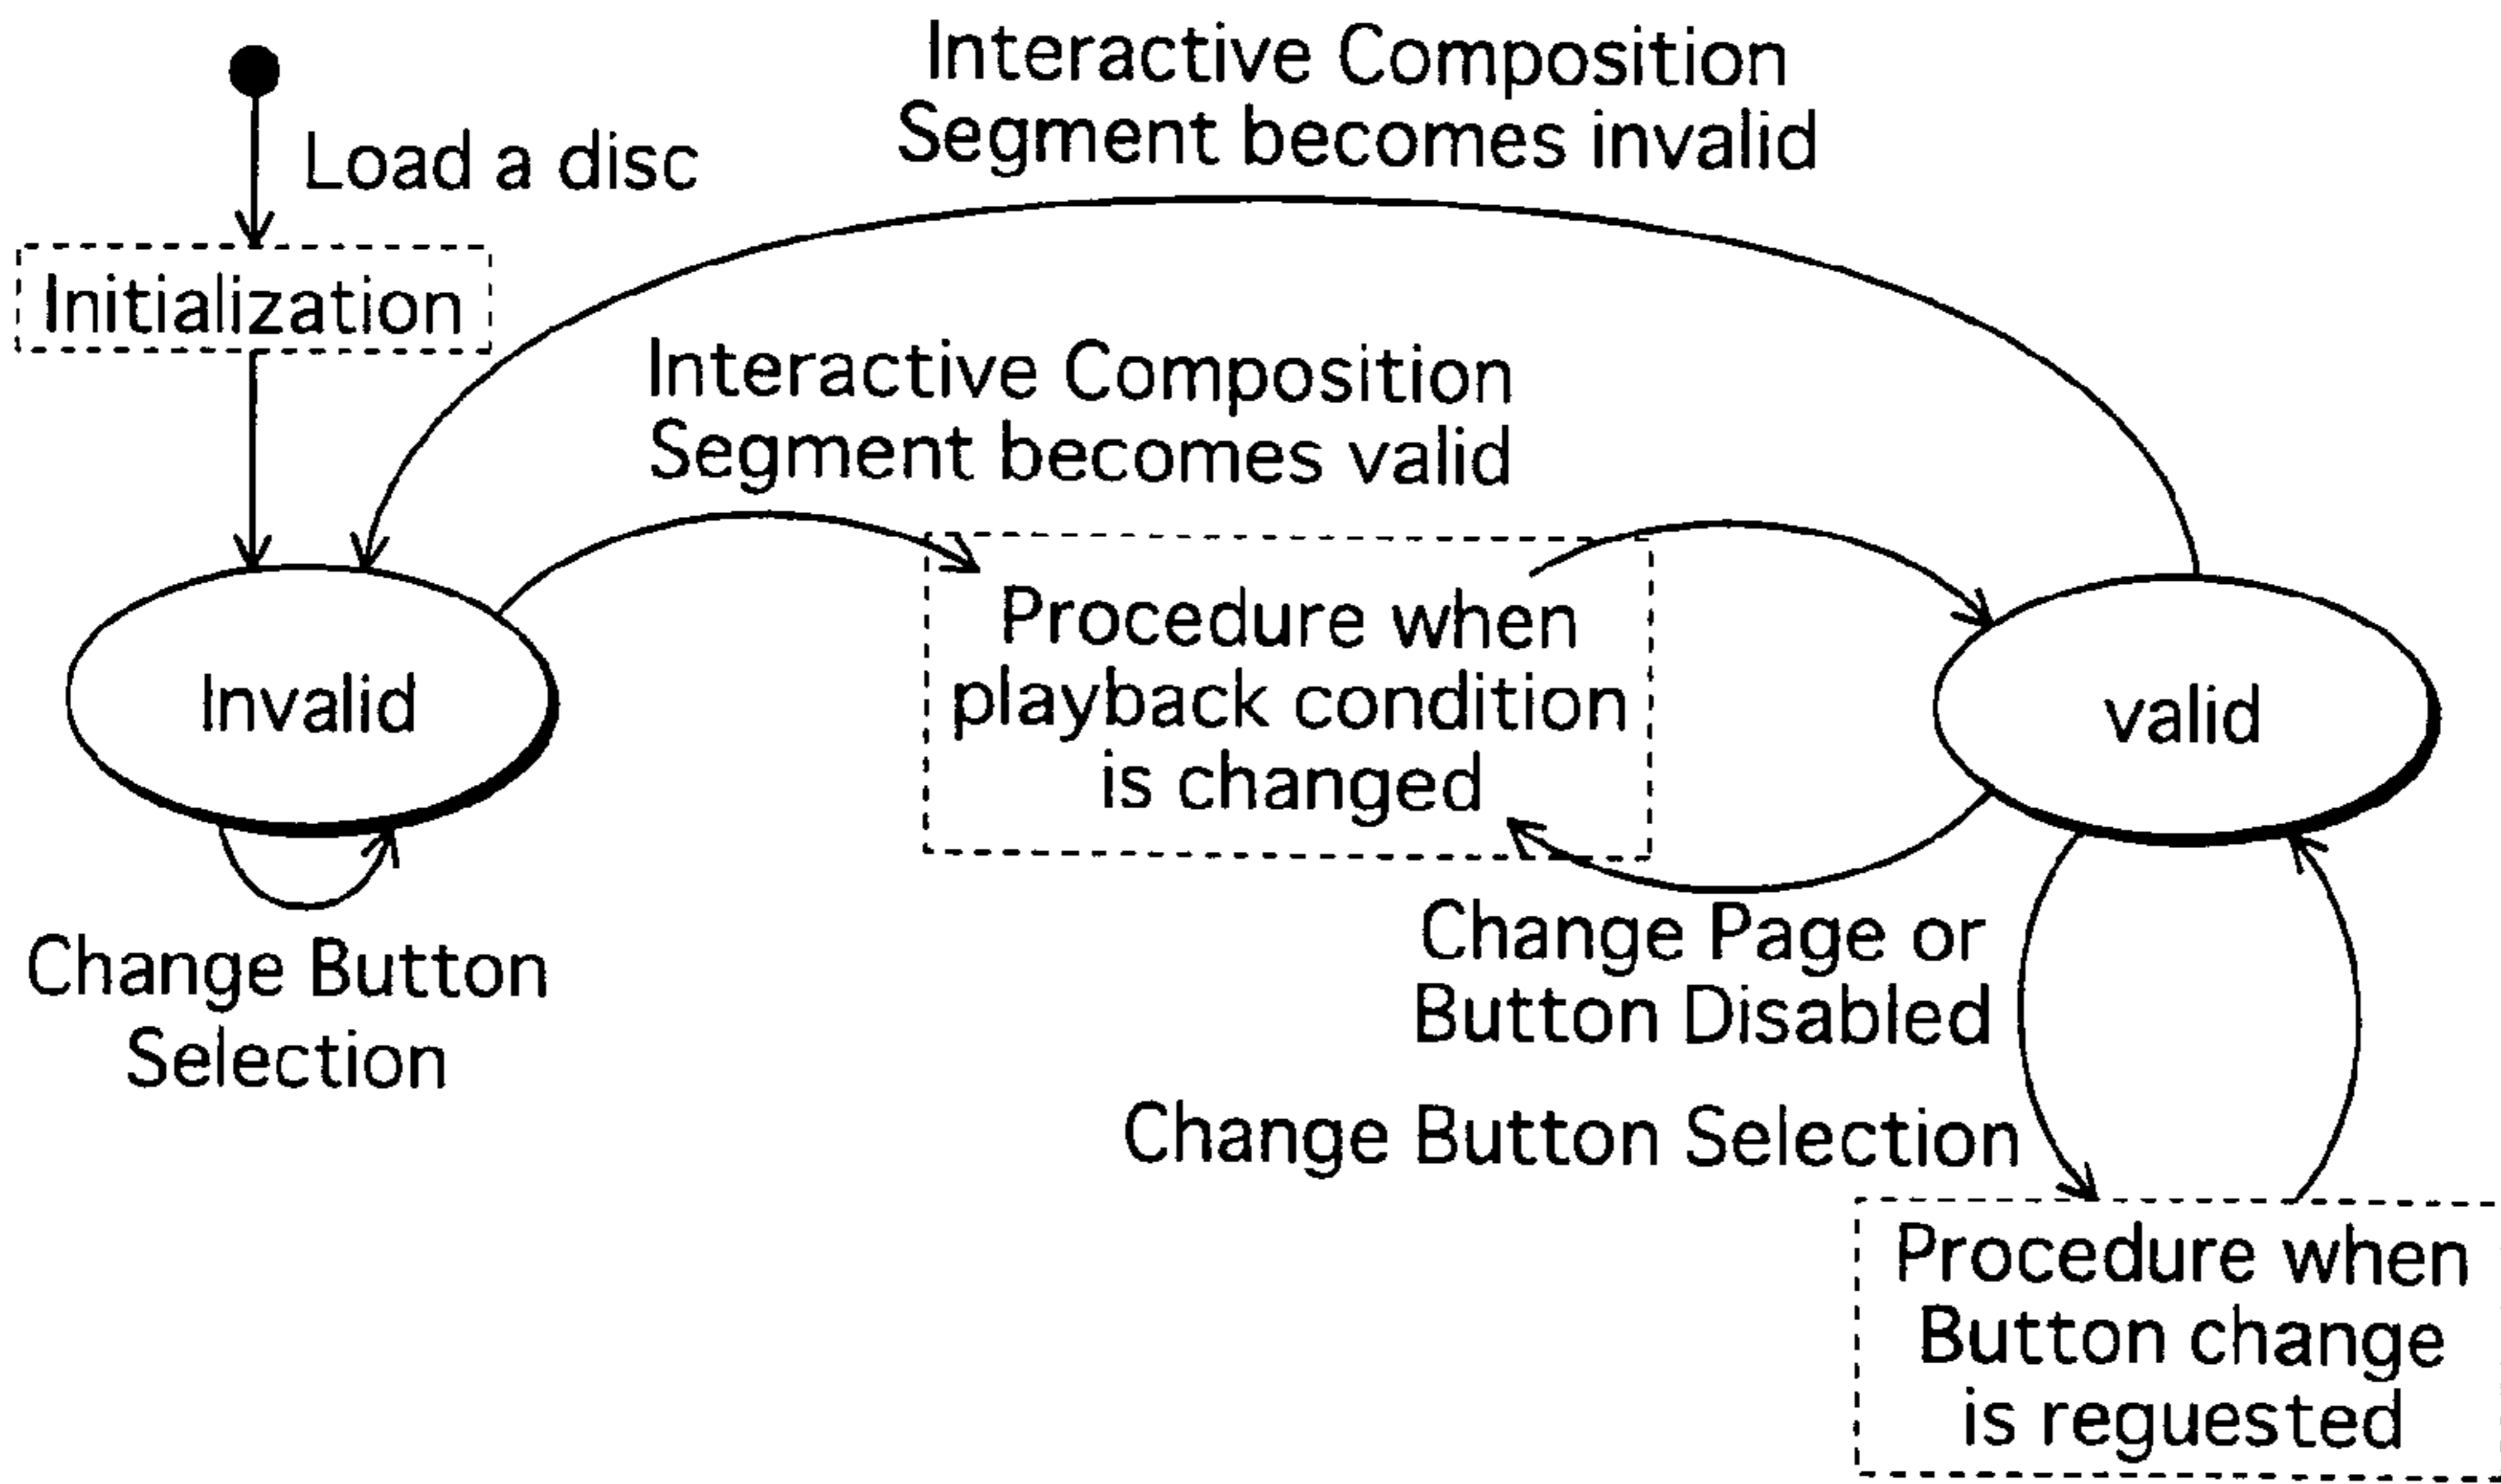 Interactive Composition
Segment becomes invalid
Load a disc
Initialization
Interactive Composition
Segment becomes valid
Invalid
Procedure when
playback condition
is changed
valid
Change Button
Selection
Change Page or
Button Disabled
Change Button Selection
Procedure when
Button change
is reguested